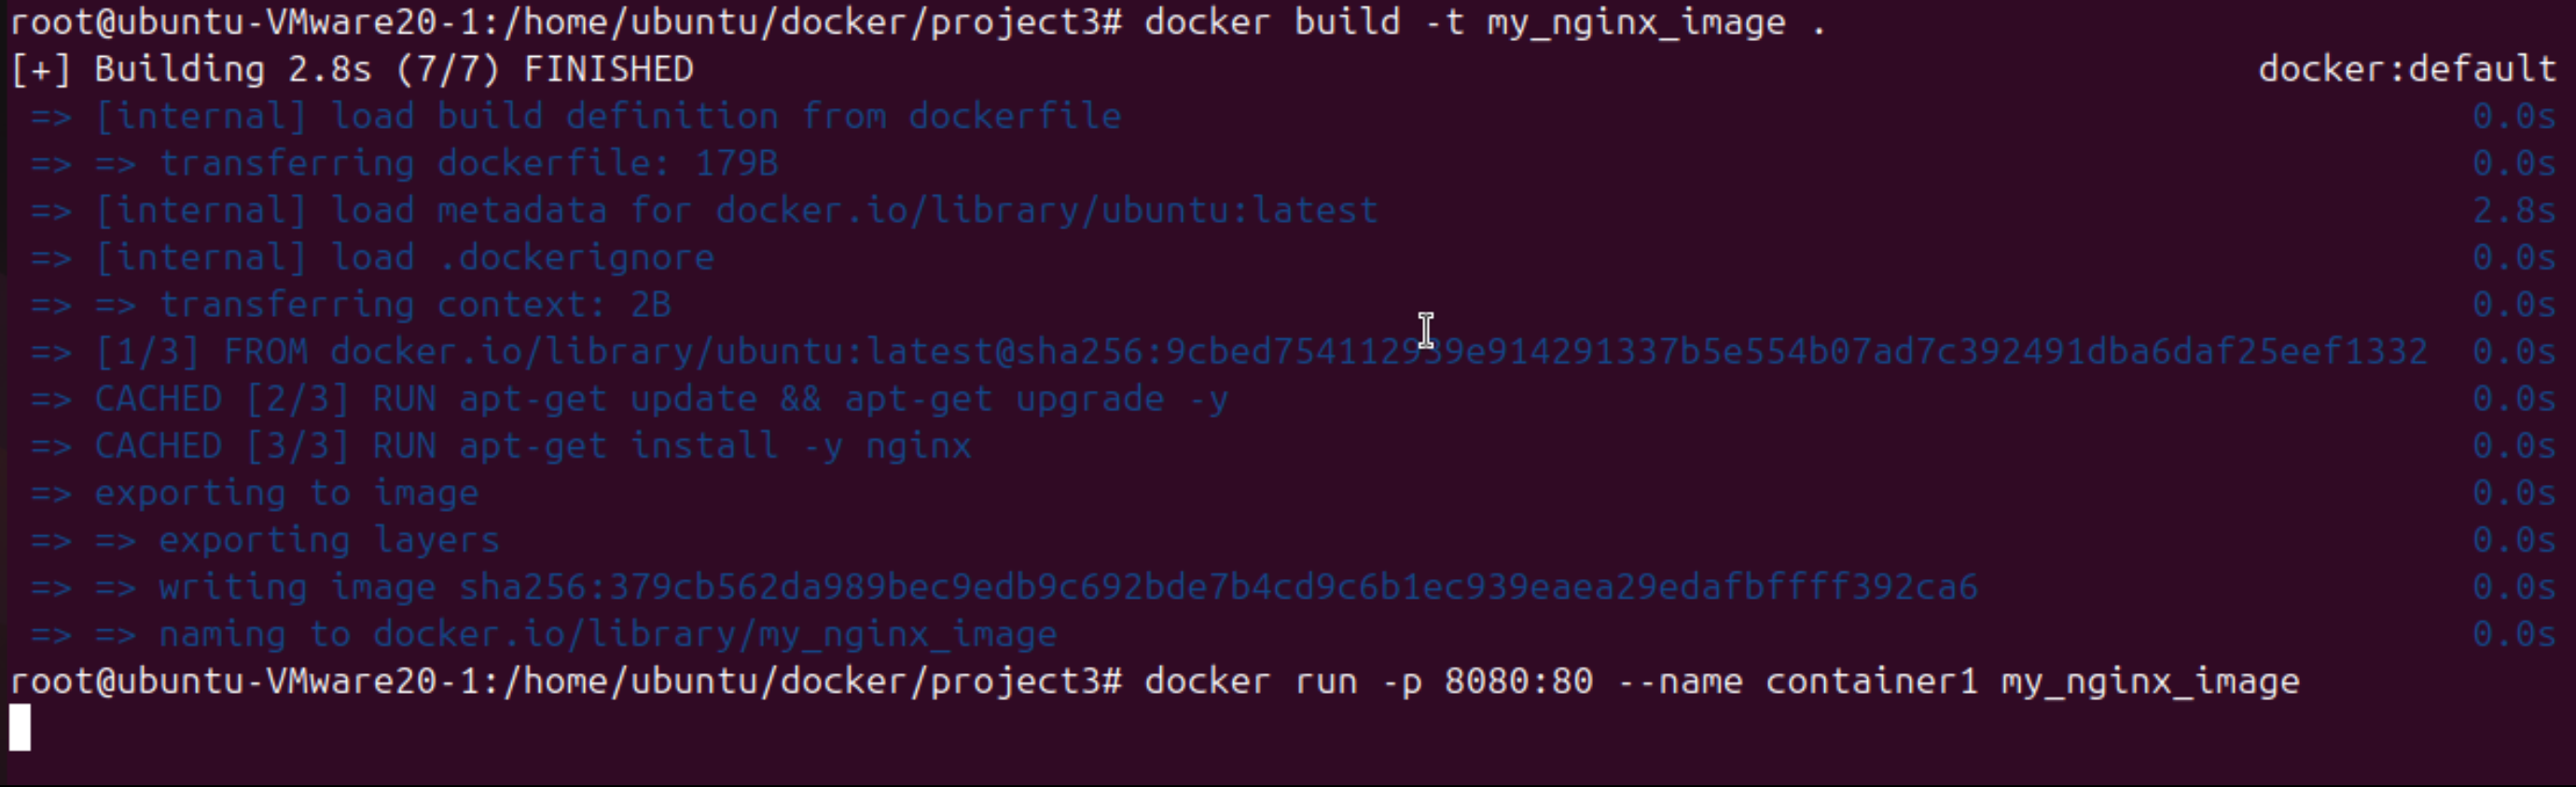 root@ubuntu-VMware20-1:/home/ubuntu/docker/project3# docker build -t my_nginx_image .
[+] Building 2.8s (7/7) FINISHED docker:default
=> [internal] load build definition from dockerfile 0.0s
=> => transferring dockerfile: 179B 0.0s
=> [internal] load metadata for docker.io/library/ubuntu:latest 2.8s
=> [internal] load .dockerignore 0.0s
=> => transferring context: 2B 0.0s
=> [1/3] FROM docker.io/library/ubuntu:latest@sha256:9cbed754112939e914291337b5e554b07ad7c392491dba6daf25eef1332 0.0s
=> CACHED [2/3] RUN apt-get update && apt-get upgrade -y 0.0s
=> CACHED [3/3] RUN apt-get install -y nginx 0.0s
=> exporting to image 0.0s
=> => exporting layers 0.0s
=> => writing image sha256:379cb562da989bec9edb9c692bde7b4cd9c6b1ec939eaea29edafbffff392ca6 0.0s
=> => naming to docker.io/library/my_nginx_image 0.0s
root@ubuntu-VMware20-1:/home/ubuntu/docker/project3# docker run -p 8080:80 --name container1 my_nginx_image